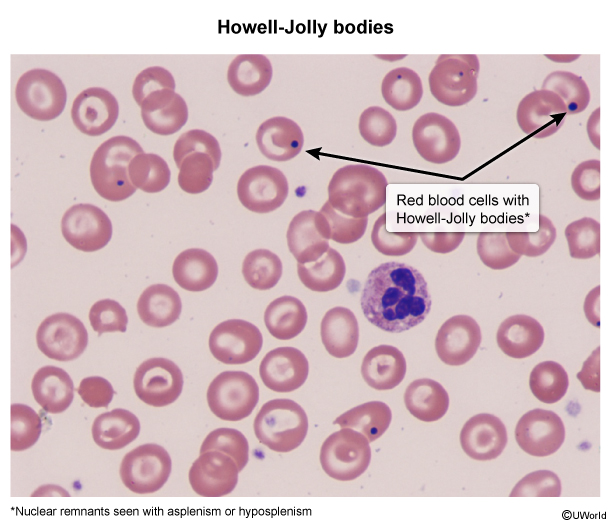 Howell-Jolly bodies
Red blood cells with
Howell-Jolly bodies*
*Nuclear remnants seen with asplenism or hyposplenism
©UWorld